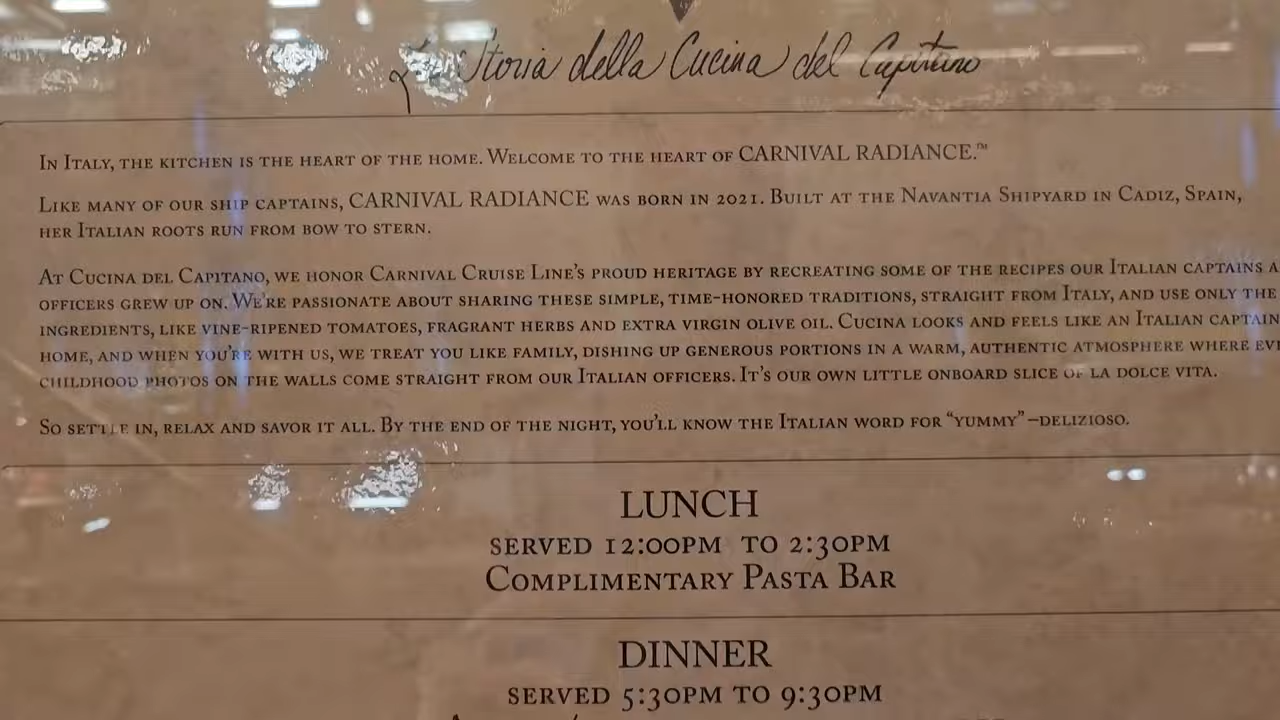 La Storia della Cucina del Capitano
In Italy, the kitchen is the heart of the home. Welcome to the heart of CARNIVAL RADIANCE.™
Like many of our ship captains, CARNIVAL RADIANCE was born in 2021. Built at the Navantia Shipyard in Cadiz, Spain,
her Italian roots run from bow to stern.
At Cucina del Capitano, we honor Carnival Cruise Line's proud heritage by recreating some of the recipes our Italian captains
officers grew up on. We're passionate about sharing these simple, time-honored traditions, straight from Italy, and use only the
ingredients, like vine-ripened tomatoes, fragrant herbs and extra virgin olive oil. Cucina looks and feels like an Italian captain
home, and when you're with us, we treat you like family, dishing up generous portions in a warm, authentic atmosphere where
childhood photos on the walls come straight from our Italian officers. It's our own little onboard slice of la dolce vita.
So settle in, relax and savor it all. By the end of the night, you'll know the Italian word for "yummy" –delizioso.
LUNCH
served 12:00pm to 2:30pm
Complimentary Pasta Bar
DINNER
served 5:30pm to 9:30pm